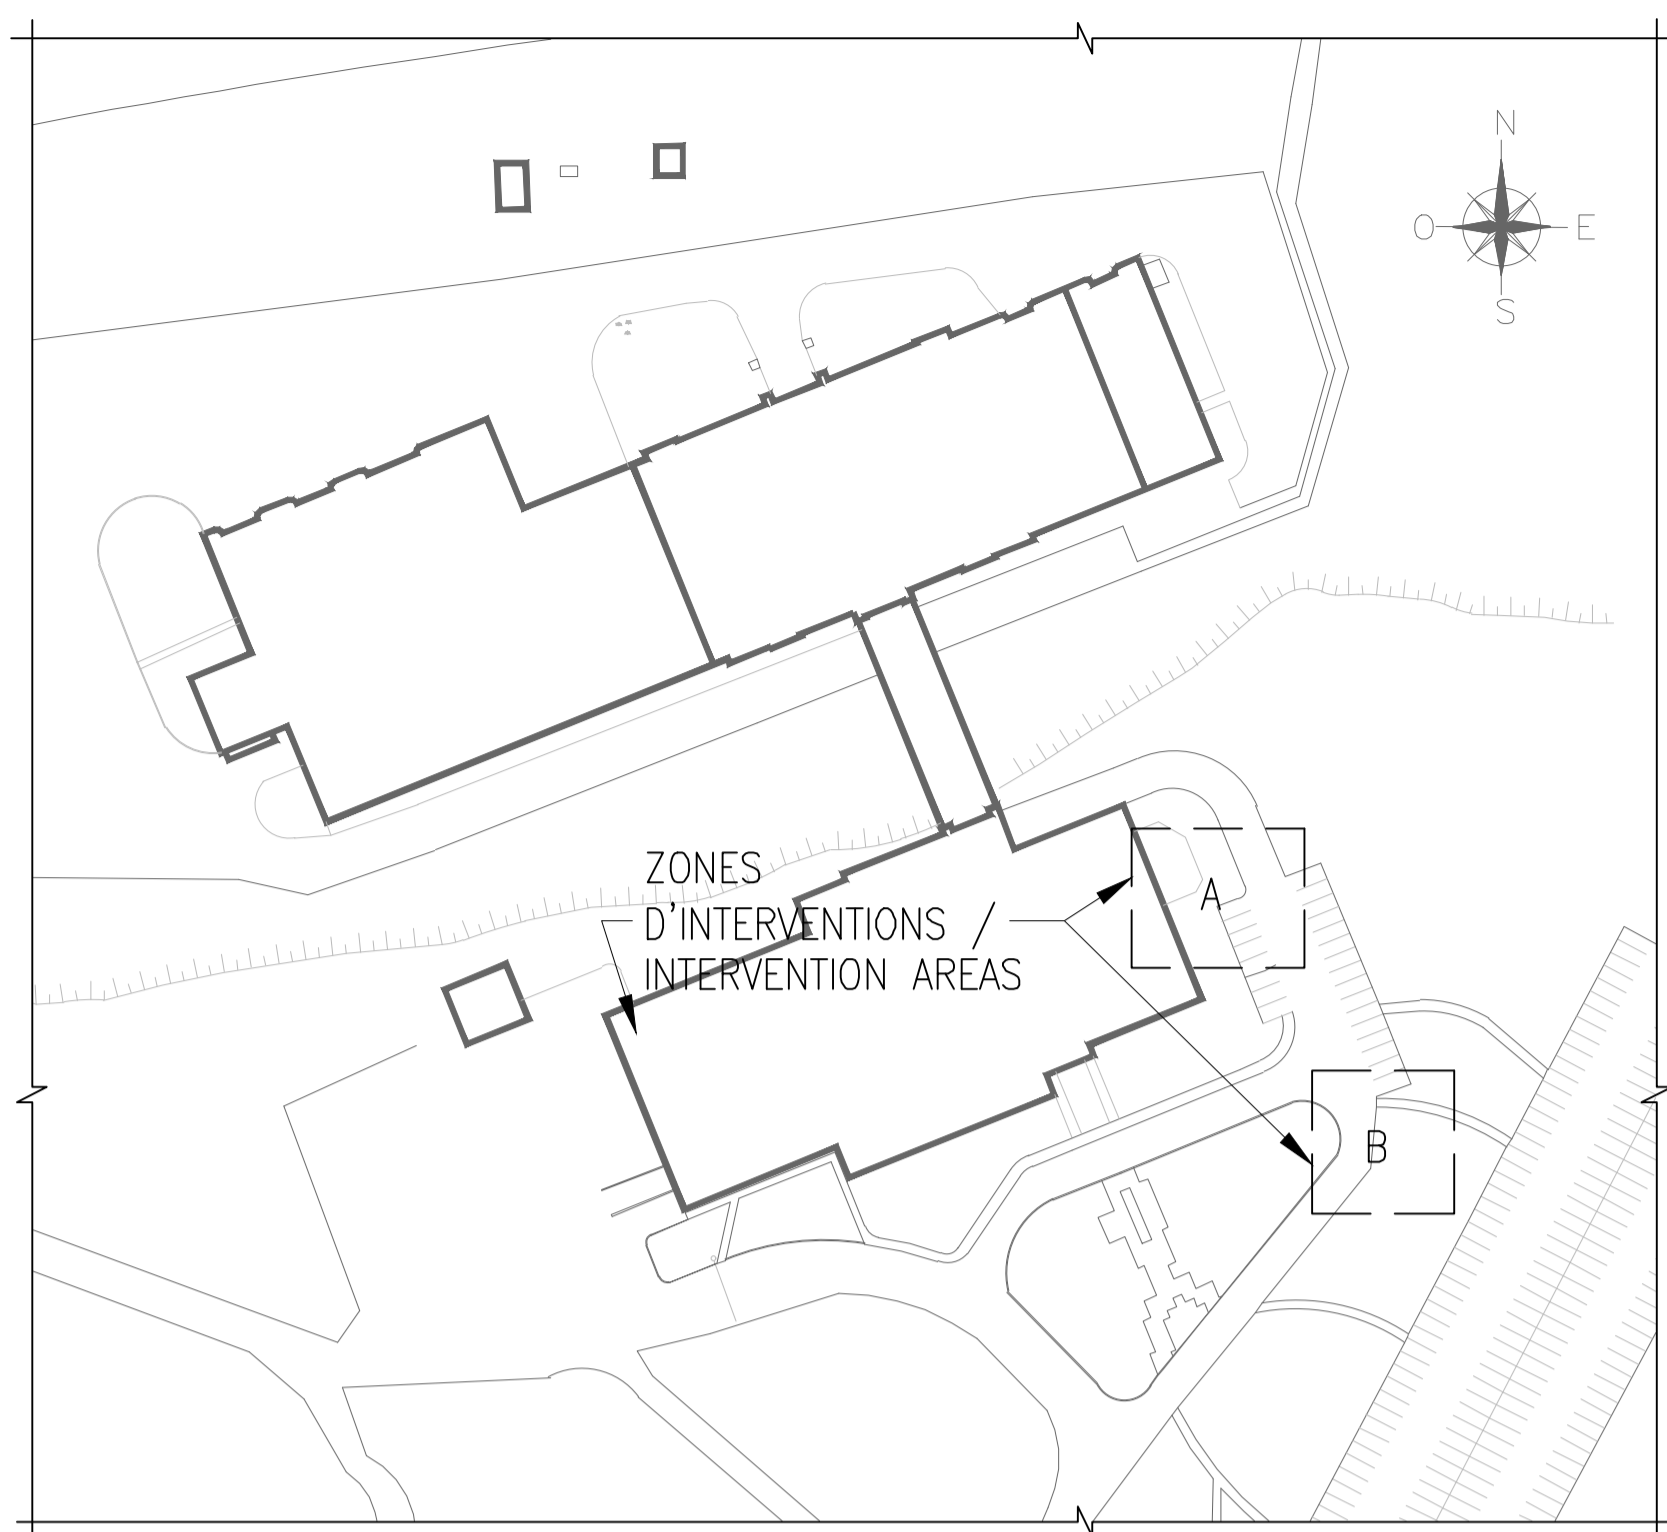 N
O E
S
ZONES
D'INTERVENTIONS /
INTERVENTION AREAS
A
B